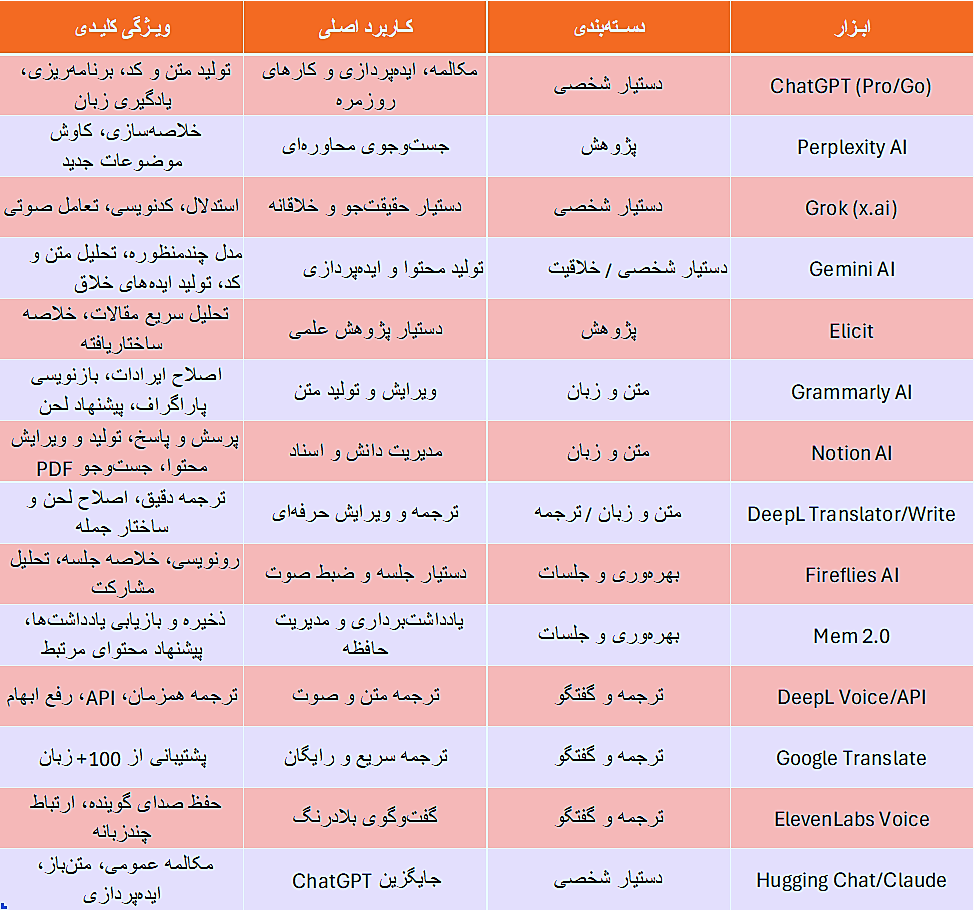 ابزار دسته‌بندی کاربرد اصلی ویژگی کلیدی
ChatGPT (Pro/Go) دستیار شخصی مکالمه، ایده‌پردازی و کارهای تولید متن و کد، برنامه‌ریزی،
روزمره یادگیری زبان
Perplexity AI پژوهش جست‌وجوی محاوره‌ای خلاصه‌سازی، کاوش
موضوعات جدید
Grok (x.ai) دستیار شخصی دستیار حقیقت‌جو و خلاقانه استدلال، کدنویسی، تعامل صوتی
Gemini AI دستیار شخصی / خلاقیت تولید محتوا و ایده‌پردازی مدل چندمنظوره، تحلیل متن و
کد، تولید ایده‌های خلاق
Elicit پژوهش دستیار پژوهش علمی تحلیل سریع مقالات، خلاصه
ساختاریافته
Grammarly AI متن و زبان ویرایش و تولید متن اصلاح ایرادات، بازنویسی
پاراگراف، پیشنهاد لحن
Notion AI متن و زبان مدیریت دانش و اسناد پرسش و پاسخ، تولید و ویرایش
محتوا، جست‌وجو PDF
DeepL Translator/Write متن و زبان / ترجمه ترجمه و ویرایش حرفه‌ای ترجمه دقیق، اصلاح لحن و
ساختار جمله
Fireflies AI بهره‌وری و جلسات دستیار جلسه و ضبط صوت رونویسی، خلاصه جلسه، تحلیل
مشارکت
Mem 2.0 بهره‌وری و جلسات یادداشت‌برداری و مدیریت ذخیره و بازیابی یادداشت‌ها،
حافظه پیشنهاد محتوای مرتبط
DeepL Voice/API ترجمه و گفتگو ترجمه متن و صوت ترجمه همزمان، API، رفع ابهام
Google Translate ترجمه و گفتگو ترجمه سریع و رایگان پشتیبانی از 100+ زبان
ElevenLabs Voice ترجمه و گفتگو گفت‌وگوی بلادرنگ حفظ صدای گوینده، ارتباط
چندزبانه
Hugging Chat/Claude دستیار شخصی جایگزین ChatGPT مکالمه عمومی، متن‌باز،
ایده‌پردازی